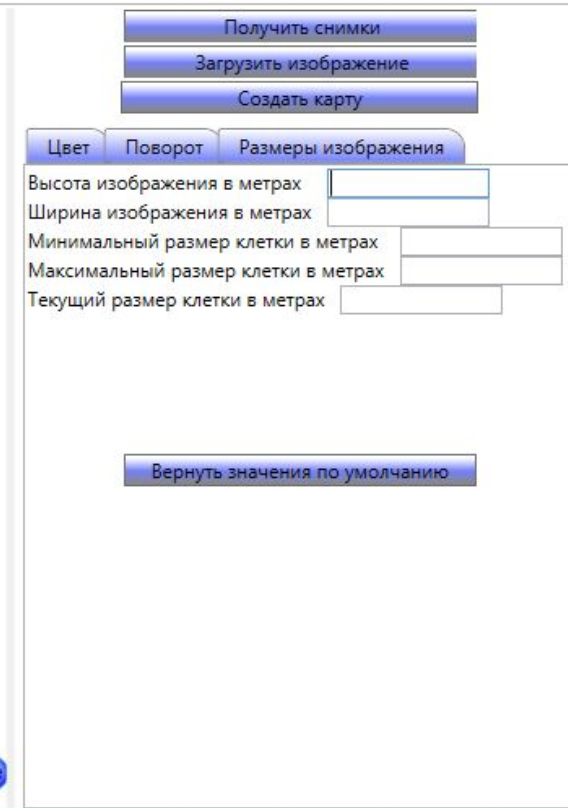 Получить снимки
Загрузить изображение
Создать карту
Цвет Поворот Размеры изображения
Высота изображения в метрах
Ширина изображения в метрах
Минимальный размер клетки в метрах
Максимальный размер клетки в метрах
Текущий размер клетки в метрах
Вернуть значения по умолчанию